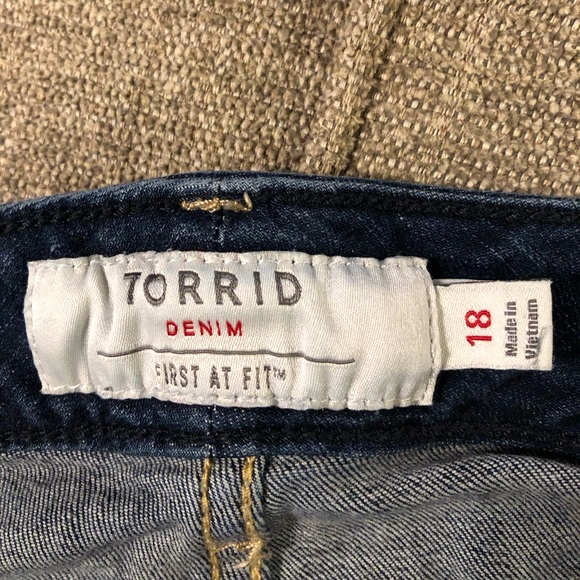 TORRID
DENIM
FIRST AT FIT™
18
Made in
Vietnam